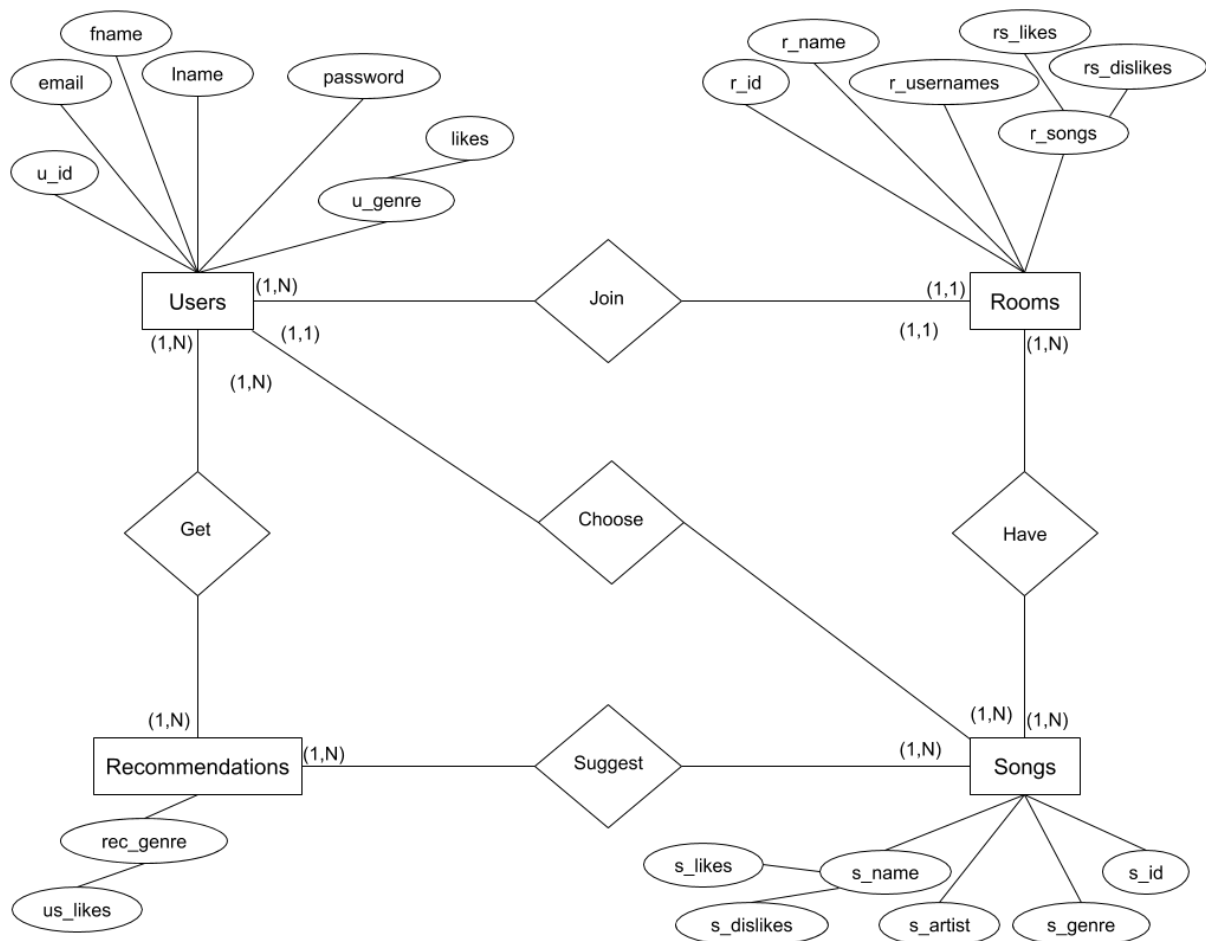 fname
r_name
rs_likes
email
lname
password
r_id
r_usernames
rs_dislikes
likes
r_songs
u_id
u_genre
Users
(1,N)
Join
(1,1)
Rooms
(1,N)
(1,1)
(1,1)
(1,N)
(1,N)
Get
Choose
Have
(1,N)
(1,N)
(1,N)
Recommendations
(1,N)
Suggest
(1,N)
Songs
rec_genre
us_likes
s_likes
s_name
s_id
s_dislikes
s_artist
s_genre